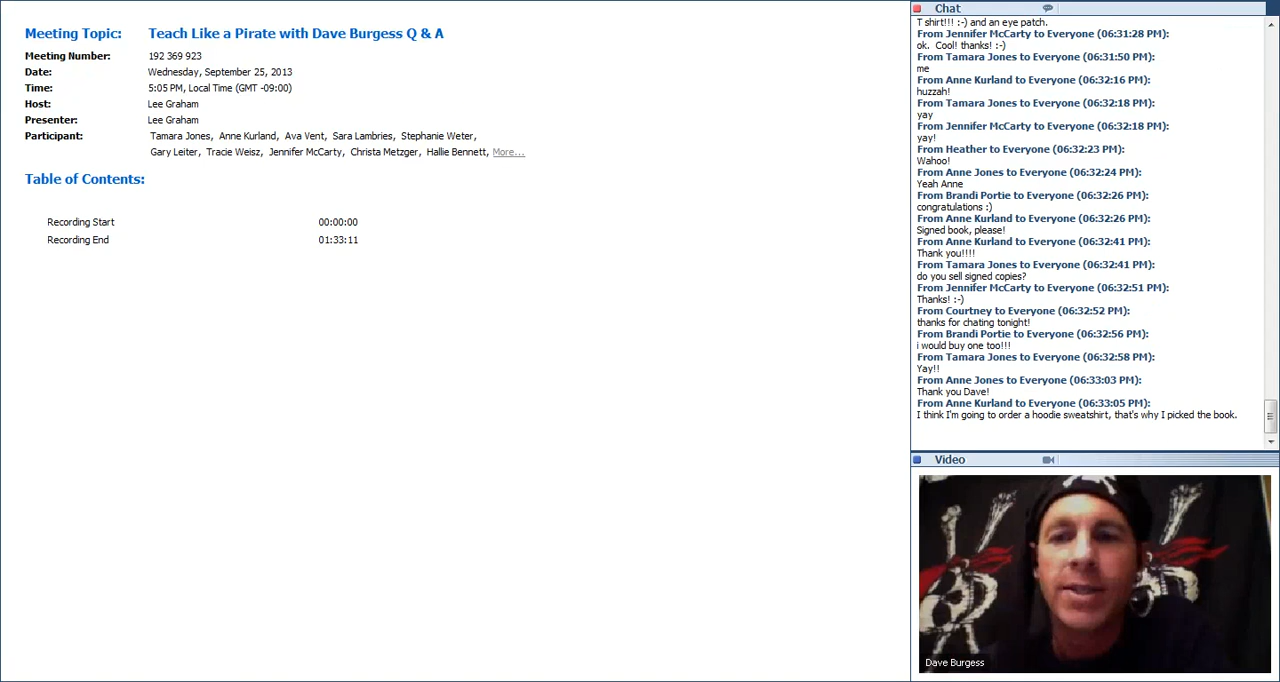 Meeting Topic: Teach Like a Pirate with Dave Burgess Q & A
Meeting Number: 192 369 923
Date: Wednesday, September 25, 2013
Time: 5:05 PM, Local Time (GMT -09:00)
Host: Lee Graham
Presenter: Lee Graham
Participant: Tamara Jones, Anne Kurland, Ava Vent, Sara Lambries, Stephanie Weter,
Gary Leiter, Tracie Weisz, Jennifer McCarty, Christa Metzger, Hallie Bennett, More...
Table of Contents:
Recording Start 00:00:00
Recording End 01:33:11
Chat
T shirt!!! :-) and an eye patch.
From Jennifer McCarty to Everyone (06:31:28 PM):
ok. Cool! thanks! :-)
From Tamara Jones to Everyone (06:31:50 PM):
me
From Anne Kurland to Everyone (06:32:16 PM):
huzzah!
From Tamara Jones to Everyone (06:32:18 PM):
yay
From Jennifer McCarty to Everyone (06:32:18 PM):
yay!
From Heather to Everyone (06:32:23 PM):
Wahoo!
From Anne Jones to Everyone (06:32:24 PM):
Yeah Anne
From Brandi Portie to Everyone (06:32:26 PM):
congratulations :)
From Anne Kurland to Everyone (06:32:26 PM):
Signed book, please!
From Anne Kurland to Everyone (06:32:41 PM):
Thank you!!!!
From Tamara Jones to Everyone (06:32:41 PM):
do you sell signed copies?
From Jennifer McCarty to Everyone (06:32:51 PM):
Thanks! :-)
From Courtney to Everyone (06:32:52 PM):
thanks for chating tonight!
From Brandi Portie to Everyone (06:32:56 PM):
i would buy one too!!!
From Tamara Jones to Everyone (06:32:58 PM):
Yay!!
From Anne Jones to Everyone (06:33:03 PM):
Thank you Dave!
From Anne Kurland to Everyone (06:33:05 PM):
I think I'm going to order a hoodie sweatshirt, that's why I picked the book.
Video
Dave Burgess